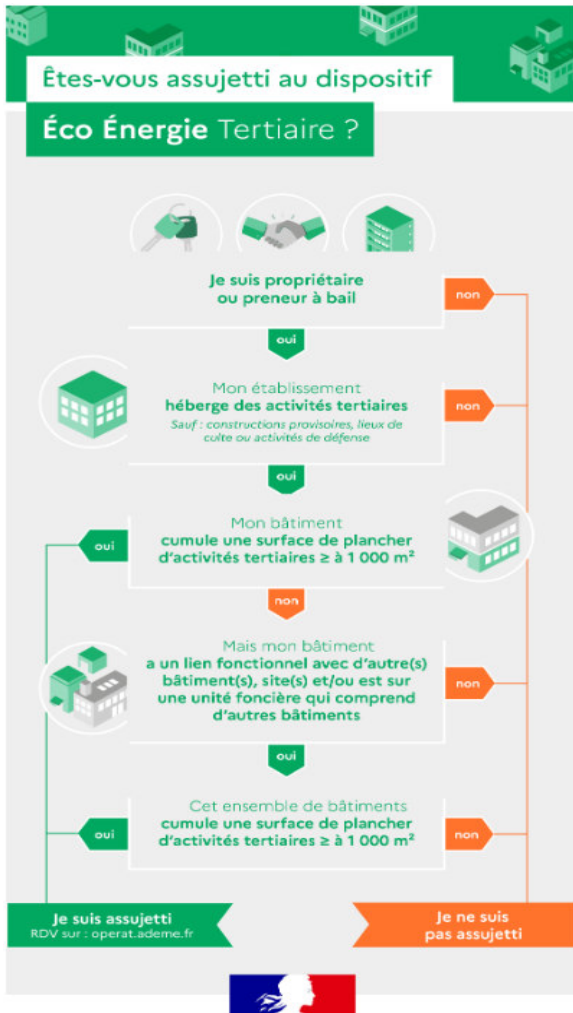 Êtes-vous assujetti au dispositif
Éco Énergie Tertiaire ?
Je suis propriétaire
ou preneur à bail
non
oui
Mon établissement
héberge des activités tertiaires
Sauf : constructions provisoires, lieux de
culte ou activités de défense
non
oui
Mon bâtiment
cumule une surface de plancher
d'activités tertiaires ≥ à 1 000 m²
oui
non
Mais mon bâtiment
a un lien fonctionnel avec d'autre(s)
bâtiment(s), site(s) et/ou est sur
une unité foncière qui comprend
d'autres bâtiments
non
oui
Cet ensemble de bâtiments
cumule une surface de plancher
d'activités tertiaires ≥ à 1 000 m²
oui
non
Je suis assujetti
RDV sur : operat.ademe.fr
Je ne suis
pas assujetti